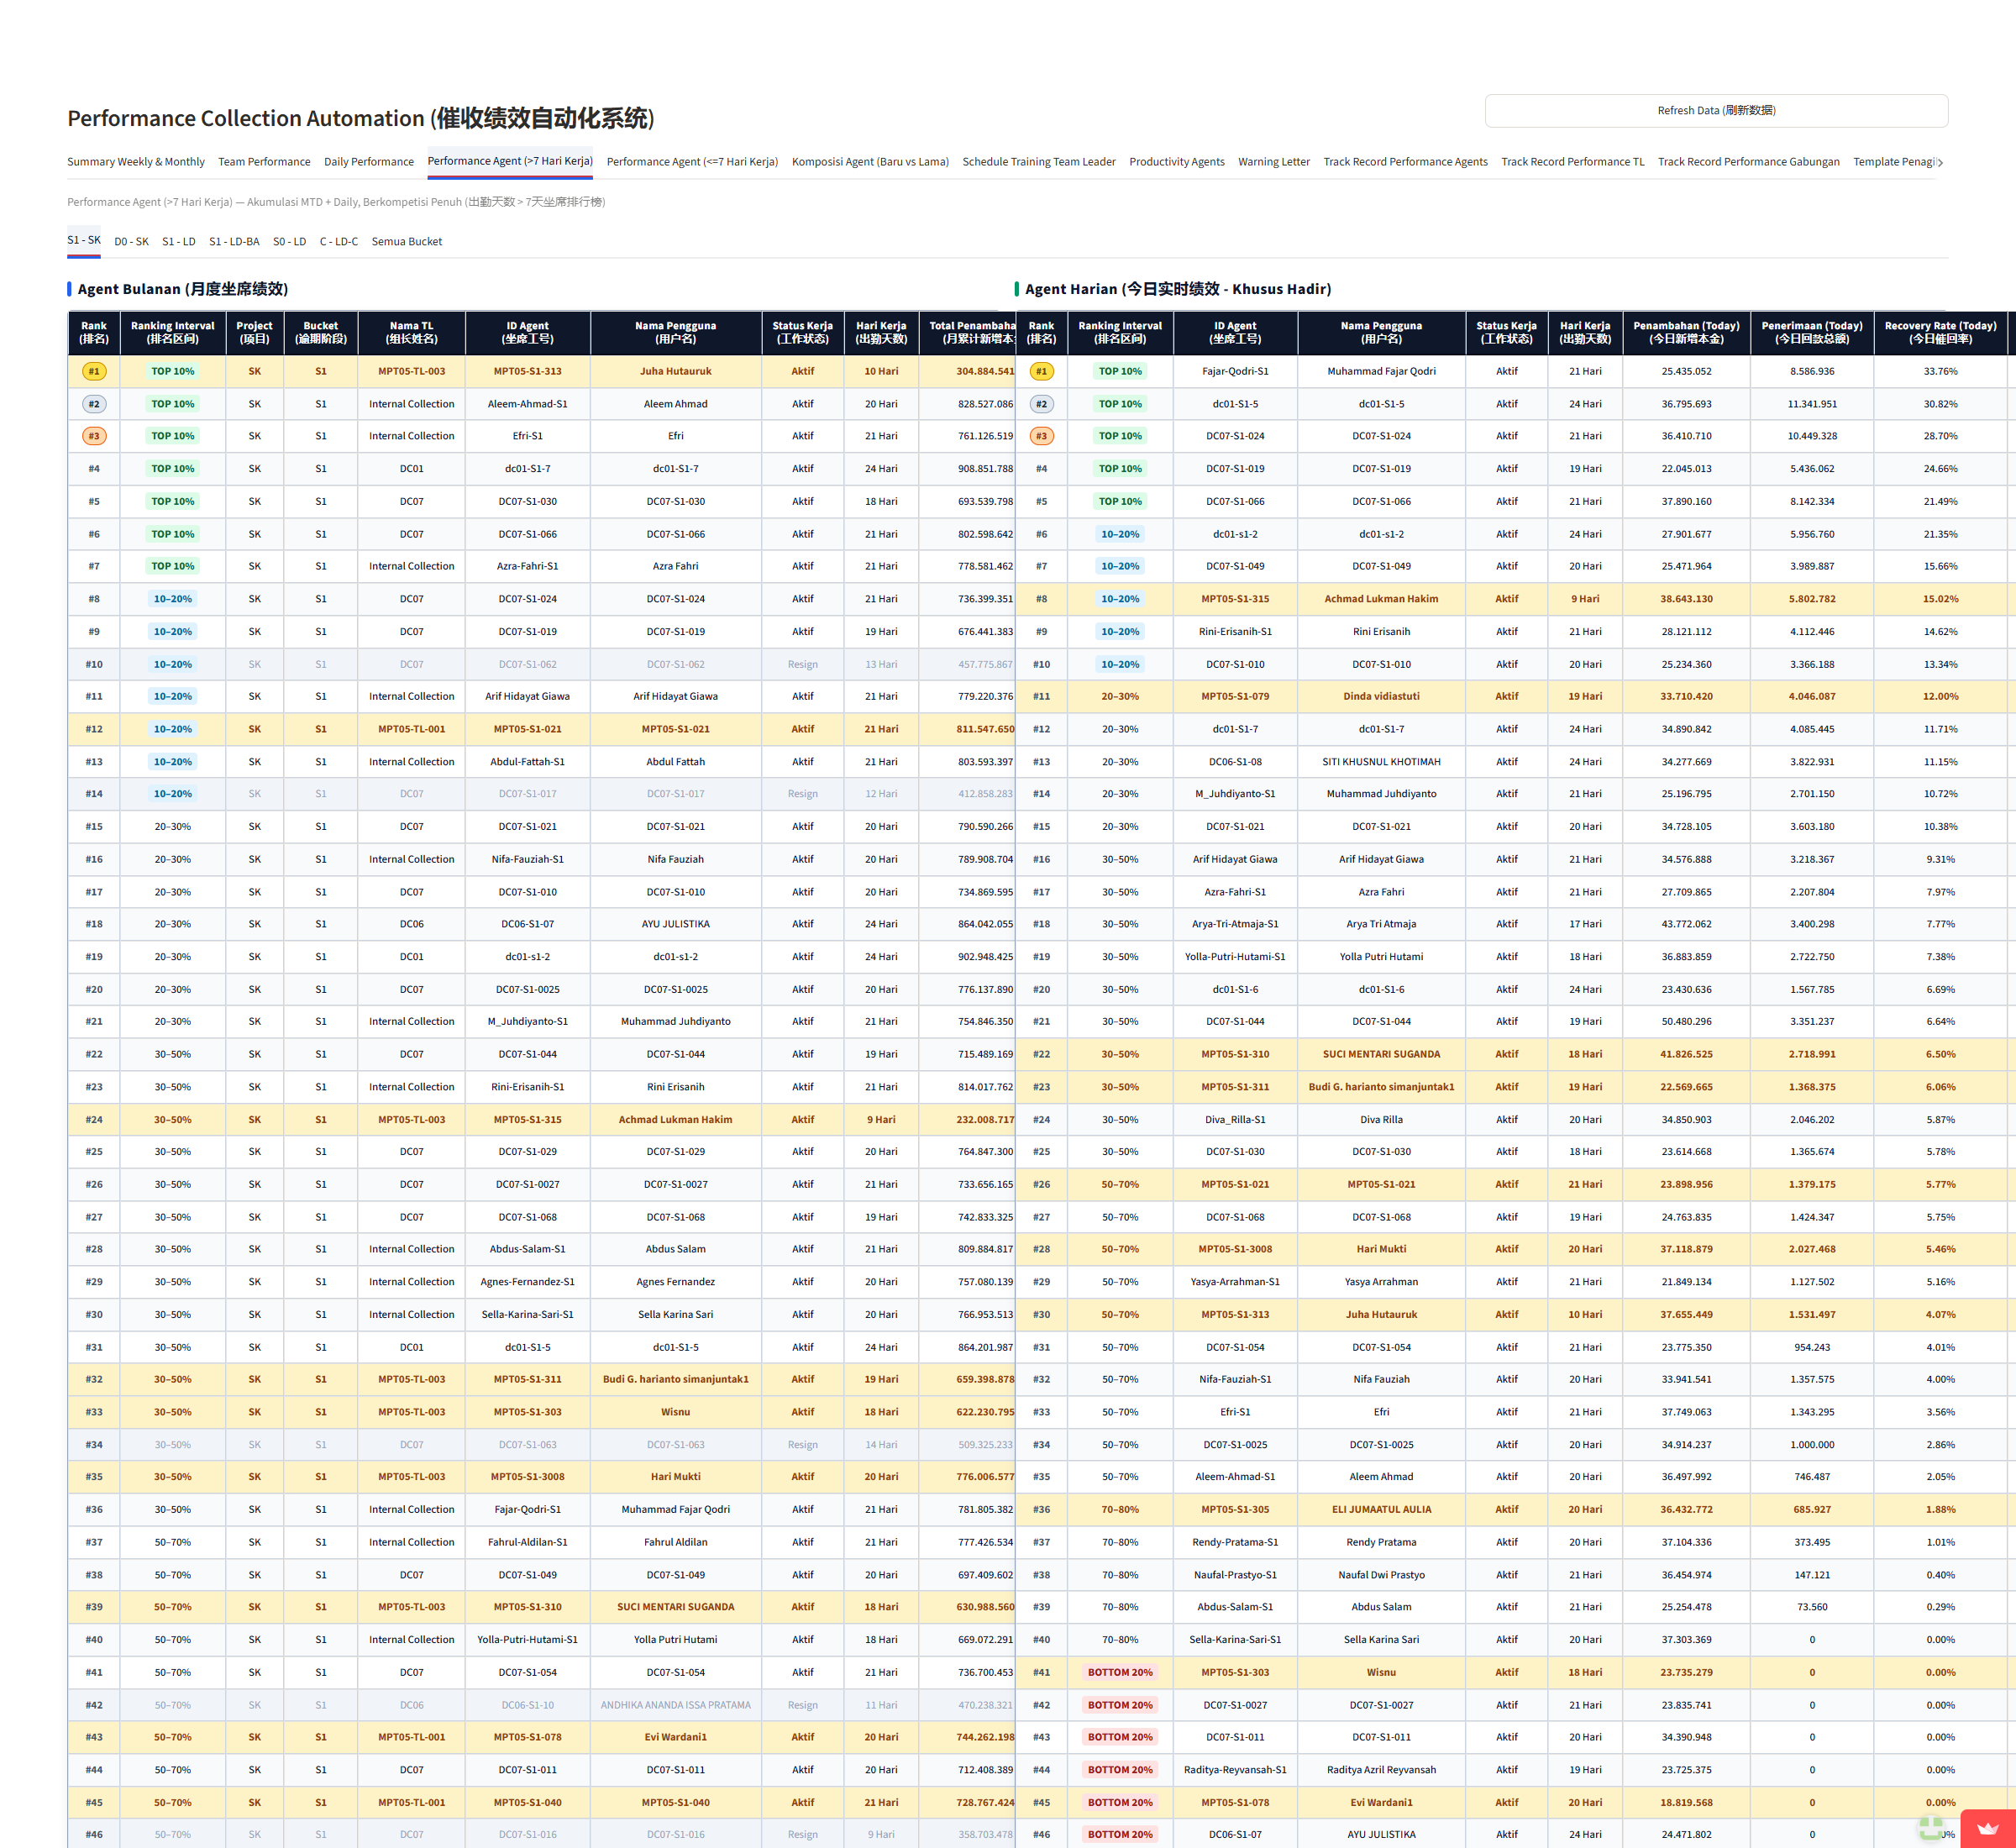 Performance Collection Automation (催收绩效自动化系统)
Refresh Data (刷新数据)
Summary Weekly & Monthly Team Performance Daily Performance Performance Agent (>7 Hari Kerja) Performance Agent (<=7 Hari Kerja) Komposisi Agent (Baru vs Lama) Schedule Training Team Leader Productivity Agents Warning Letter Track Record Performance Agents Track Record Performance TL Track Record Performance Gabungan Template Penagi
Performance Agent (>7 Hari Kerja) — Akumulasi MTD + Daily, Berkompetisi Penuh (出勤天数 > 7天坐席排行榜)
S1 - SK D0 - SK S1 - LD S1 - LD-BA S0 - LD C - LD-C Semua Bucket
Agent Bulanan (月度坐席绩效)
Rank Ranking Interval Project Bucket Nama TL ID Agent Nama Pengguna Status Kerja Hari Kerja Total Penambaha
(排名) (排名区间) (项目) (逾期阶段) (组长姓名) (坐席工号) (用户名) (工作状态) (出勤天数) (月累计新增本
#1 TOP 10% SK S1 MPT05-TL-003 MPT05-S1-313 Juha Hutauruk Aktif 10 Hari 304.884.541
#2 TOP 10% SK S1 Internal Collection Aleem-Ahmad-S1 Aleem Ahmad Aktif 20 Hari 828.527.086
#3 TOP 10% SK S1 Internal Collection Efri-S1 Efri Aktif 21 Hari 761.126.519
#4 TOP 10% SK S1 DC01 dc01-S1-7 dc01-S1-7 Aktif 24 Hari 908.851.788
#5 TOP 10% SK S1 DC07 DC07-S1-030 DC07-S1-030 Aktif 18 Hari 693.539.798
#6 TOP 10% SK S1 DC07 DC07-S1-066 DC07-S1-066 Aktif 21 Hari 802.598.642
#7 TOP 10% SK S1 Internal Collection Azra-Fahri-S1 Azra Fahri Aktif 21 Hari 778.581.462
#8 10–20% SK S1 DC07 DC07-S1-024 DC07-S1-024 Aktif 21 Hari 736.399.351
#9 10–20% SK S1 DC07 DC07-S1-019 DC07-S1-019 Aktif 19 Hari 676.441.383
#10 10–20% SK S1 DC07 DC07-S1-062 DC07-S1-062 Resign 13 Hari 457.775.867
#11 10–20% SK S1 Internal Collection Arif Hidayat Giawa Arif Hidayat Giawa Aktif 21 Hari 779.220.376
#12 10–20% SK S1 MPT05-TL-001 MPT05-S1-021 MPT05-S1-021 Aktif 21 Hari 811.547.650
#13 10–20% SK S1 Internal Collection Abdul-Fattah-S1 Abdul Fattah Aktif 21 Hari 803.593.397
#14 10–20% SK S1 DC07 DC07-S1-017 DC07-S1-017 Resign 12 Hari 412.858.283
#15 20–30% SK S1 DC07 DC07-S1-021 DC07-S1-021 Aktif 20 Hari 790.590.266
#16 20–30% SK S1 Internal Collection Nifa-Fauziah-S1 Nifa Fauziah Aktif 20 Hari 789.908.704
#17 20–30% SK S1 DC07 DC07-S1-010 DC07-S1-010 Aktif 20 Hari 734.869.595
#18 20–30% SK S1 DC06 DC06-S1-07 AYU JULISTIKA Aktif 24 Hari 864.042.055
#19 20–30% SK S1 DC01 dc01-s1-2 dc01-s1-2 Aktif 24 Hari 902.948.425
#20 20–30% SK S1 DC07 DC07-S1-0025 DC07-S1-0025 Aktif 20 Hari 776.137.890
#21 20–30% SK S1 Internal Collection M_Juhdiyanto-S1 Muhammad Juhdiyanto Aktif 21 Hari 754.846.350
#22 30–50% SK S1 DC07 DC07-S1-044 DC07-S1-044 Aktif 19 Hari 715.489.169
#23 30–50% SK S1 Internal Collection Rini-Erisanih-S1 Rini Erisanih Aktif 21 Hari 814.017.762
#24 30–50% SK S1 MPT05-TL-003 MPT05-S1-315 Achmad Lukman Hakim Aktif 9 Hari 232.008.717
#25 30–50% SK S1 DC07 DC07-S1-029 DC07-S1-029 Aktif 20 Hari 764.847.300
#26 30–50% SK S1 DC07 DC07-S1-0027 DC07-S1-0027 Aktif 21 Hari 733.656.165
#27 30–50% SK S1 DC07 DC07-S1-068 DC07-S1-068 Aktif 19 Hari 742.833.325
#28 30–50% SK S1 Internal Collection Abdus-Salam-S1 Abdus Salam Aktif 21 Hari 809.884.817
#29 30–50% SK S1 Internal Collection Agnes-Fernandez-S1 Agnes Fernandez Aktif 20 Hari 757.080.139
#30 30–50% SK S1 Internal Collection Sella-Karina-Sari-S1 Sella Karina Sari Aktif 20 Hari 766.953.513
#31 30–50% SK S1 DC01 dc01-S1-5 dc01-S1-5 Aktif 24 Hari 864.201.987
#32 30–50% SK S1 MPT05-TL-003 MPT05-S1-311 Budi G. harianto simanjuntak1 Aktif 19 Hari 659.398.878
#33 30–50% SK S1 MPT05-TL-003 MPT05-S1-303 Wisnu Aktif 18 Hari 622.230.795
#34 30–50% SK S1 DC07 DC07-S1-063 DC07-S1-063 Resign 14 Hari 509.325.233
#35 30–50% SK S1 MPT05-TL-003 MPT05-S1-3008 Hari Mukti Aktif 20 Hari 776.006.577
#36 30–50% SK S1 Internal Collection Fajar-Qodri-S1 Muhammad Fajar Qodri Aktif 21 Hari 781.805.382
#37 50–70% SK S1 Internal Collection Fahrul-Aldilan-S1 Fahrul Aldilan Aktif 21 Hari 777.426.534
#38 50–70% SK S1 DC07 DC07-S1-049 DC07-S1-049 Aktif 20 Hari 697.409.602
#39 50–70% SK S1 MPT05-TL-003 MPT05-S1-310 SUCI MENTARI SUGANDA Aktif 18 Hari 630.988.560
#40 50–70% SK S1 Internal Collection Yolla-Putri-Hutami-S1 Yolla Putri Hutami Aktif 18 Hari 669.072.291
#41 50–70% SK S1 DC07 DC07-S1-054 DC07-S1-054 Aktif 21 Hari 736.700.453
#42 50–70% SK S1 DC06 DC06-S1-10 ANDHIKA ANANDA ISSA PRATAMA Resign 11 Hari 470.238.321
#43 50–70% SK S1 MPT05-TL-001 MPT05-S1-078 Evi Wardani1 Aktif 20 Hari 744.262.198
#44 50–70% SK S1 DC07 DC07-S1-011 DC07-S1-011 Aktif 20 Hari 712.408.389
#45 50–70% SK S1 MPT05-TL-001 MPT05-S1-040 MPT05-S1-040 Aktif 21 Hari 728.767.424
#46 50–70% SK S1 DC07 DC07-S1-016 DC07-S1-016 Resign 9 Hari 358.703.478
Agent Harian (今日实时绩效 - Khusus Hadir)
Rank Ranking Interval ID Agent Nama Pengguna Status Kerja Hari Kerja Penambahan (Today) Penerimaan (Today) Recovery Rate (Today)
(排名) (排名区间) (坐席工号) (用户名) (工作状态) (出勤天数) (今日新增本金) (今日回款总额) (今日催回率)
#1 TOP 10% Fajar-Qodri-S1 Muhammad Fajar Qodri Aktif 21 Hari 25.435.052 8.586.936 33.76%
#2 TOP 10% dc01-S1-5 dc01-S1-5 Aktif 24 Hari 36.795.693 11.341.951 30.82%
#3 TOP 10% DC07-S1-024 DC07-S1-024 Aktif 21 Hari 36.410.710 10.449.328 28.70%
#4 TOP 10% DC07-S1-019 DC07-S1-019 Aktif 19 Hari 22.045.013 5.436.062 24.66%
#5 TOP 10% DC07-S1-066 DC07-S1-066 Aktif 21 Hari 37.890.160 8.142.334 21.49%
#6 10–20% dc01-s1-2 dc01-s1-2 Aktif 24 Hari 27.901.677 5.956.760 21.35%
#7 10–20% DC07-S1-049 DC07-S1-049 Aktif 20 Hari 25.471.964 3.989.887 15.66%
#8 10–20% MPT05-S1-315 Achmad Lukman Hakim Aktif 9 Hari 38.643.130 5.802.782 15.02%
#9 10–20% Rini-Erisanih-S1 Rini Erisanih Aktif 21 Hari 28.121.112 4.112.446 14.62%
#10 10–20% DC07-S1-010 DC07-S1-010 Aktif 20 Hari 25.234.360 3.366.188 13.34%
#11 20–30% MPT05-S1-079 Dinda vidiastuti Aktif 19 Hari 33.710.420 4.046.087 12.00%
#12 20–30% dc01-S1-7 dc01-S1-7 Aktif 24 Hari 34.890.842 4.085.445 11.71%
#13 20–30% DC06-S1-08 SITI KHUSNUL KHOTIMAH Aktif 24 Hari 34.277.669 3.822.931 11.15%
#14 20–30% M_Juhdiyanto-S1 Muhammad Juhdiyanto Aktif 21 Hari 25.196.795 2.701.150 10.72%
#15 20–30% DC07-S1-021 DC07-S1-021 Aktif 20 Hari 34.728.105 3.603.180 10.38%
#16 30–50% Arif Hidayat Giawa Arif Hidayat Giawa Aktif 21 Hari 34.576.888 3.218.367 9.31%
#17 30–50% Azra-Fahri-S1 Azra Fahri Aktif 21 Hari 27.709.865 2.207.804 7.97%
#18 30–50% Arya-Tri-Atmaja-S1 Arya Tri Atmaja Aktif 17 Hari 43.772.062 3.400.298 7.77%
#19 30–50% Yolla-Putri-Hutami-S1 Yolla Putri Hutami Aktif 18 Hari 36.883.859 2.722.750 7.38%
#20 30–50% dc01-S1-6 dc01-S1-6 Aktif 24 Hari 23.430.636 1.567.785 6.69%
#21 30–50% DC07-S1-044 DC07-S1-044 Aktif 19 Hari 50.480.296 3.351.237 6.64%
#22 30–50% MPT05-S1-310 SUCI MENTARI SUGANDA Aktif 18 Hari 41.826.525 2.718.991 6.50%
#23 30–50% MPT05-S1-311 Budi G. harianto simanjuntak1 Aktif 19 Hari 22.569.665 1.368.375 6.06%
#24 30–50% Diva_Rilla-S1 Diva Rilla Aktif 20 Hari 34.850.903 2.046.202 5.87%
#25 30–50% DC07-S1-030 DC07-S1-030 Aktif 18 Hari 23.614.668 1.365.674 5.78%
#26 50–70% MPT05-S1-021 MPT05-S1-021 Aktif 21 Hari 23.898.956 1.379.175 5.77%
#27 50–70% DC07-S1-068 DC07-S1-068 Aktif 19 Hari 24.763.835 1.424.347 5.75%
#28 50–70% MPT05-S1-3008 Hari Mukti Aktif 20 Hari 37.118.879 2.027.468 5.46%
#29 50–70% Yasya-Arrahman-S1 Yasya Arrahman Aktif 21 Hari 21.849.134 1.127.502 5.16%
#30 50–70% MPT05-S1-313 Juha Hutauruk Aktif 10 Hari 37.655.449 1.531.497 4.07%
#31 50–70% DC07-S1-054 DC07-S1-054 Aktif 21 Hari 23.775.350 954.243 4.01%
#32 50–70% Nifa-Fauziah-S1 Nifa Fauziah Aktif 20 Hari 33.941.541 1.357.575 4.00%
#33 50–70% Efri-S1 Efri Aktif 21 Hari 37.749.063 1.343.295 3.56%
#34 50–70% DC07-S1-0025 DC07-S1-0025 Aktif 20 Hari 34.914.237 1.000.000 2.86%
#35 50–70% Aleem-Ahmad-S1 Aleem Ahmad Aktif 20 Hari 36.497.992 746.487 2.05%
#36 70–80% MPT05-S1-305 ELI JUMAATUL AULIA Aktif 20 Hari 36.432.772 685.927 1.88%
#37 70–80% Rendy-Pratama-S1 Rendy Pratama Aktif 20 Hari 37.104.336 373.495 1.01%
#38 70–80% Naufal-Prastyo-S1 Naufal Dwi Prastyo Aktif 21 Hari 36.454.974 147.121 0.40%
#39 70–80% Abdus-Salam-S1 Abdus Salam Aktif 21 Hari 25.254.478 73.560 0.29%
#40 70–80% Sella-Karina-Sari-S1 Sella Karina Sari Aktif 20 Hari 37.303.369 0 0.00%
#41 BOTTOM 20% MPT05-S1-303 Wisnu Aktif 18 Hari 23.735.279 0 0.00%
#42 BOTTOM 20% DC07-S1-0027 DC07-S1-0027 Aktif 21 Hari 23.835.741 0 0.00%
#43 BOTTOM 20% DC07-S1-011 DC07-S1-011 Aktif 20 Hari 34.390.948 0 0.00%
#44 BOTTOM 20% Raditya-Reyvansah-S1 Raditya Azril Reyvansah Aktif 19 Hari 23.725.375 0 0.00%
#45 BOTTOM 20% MPT05-S1-078 Evi Wardani1 Aktif 20 Hari 18.819.568 0 0.00%
#46 BOTTOM 20% DC06-S1-07 AYU JULISTIKA Aktif 24 Hari 24.471.802 0